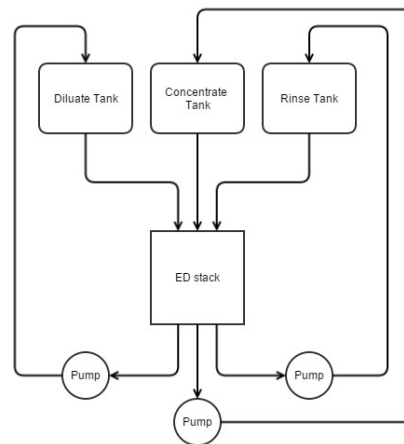 Diluate Tank
Concentrate
Tank
Rinse Tank
ED stack
Pump
Pump
Pump